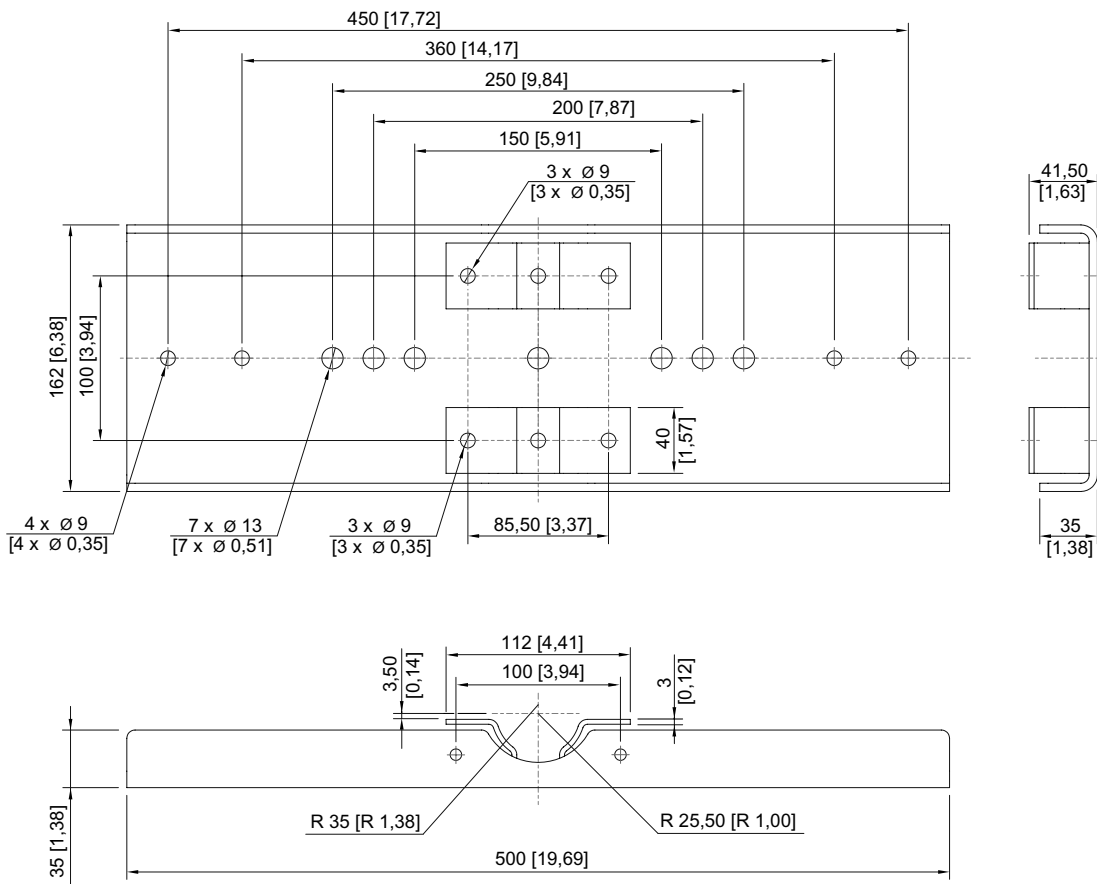 450 [17,72]
360 [14,17]
250 [9,84]
200 [7,87]
150 [5,91]
3 x Ø 9
[3 x Ø 0,35]
41,50
[1,63]
162 [6,38]
100 [3,94]
40
[1,57]
4 x Ø 9
[4 x Ø 0,35]
7 x Ø 13
[7 x Ø 0,51]
3 x Ø 9
[3 x Ø 0,35]
85,50 [3,37]
35
[1,38]
112 [4,41]
100 [3,94]
3,50
[0,14]
3
[0,12]
35 [1,38]
R 35 [R 1,38]
R 25,50 [R 1,00]
500 [19,69]